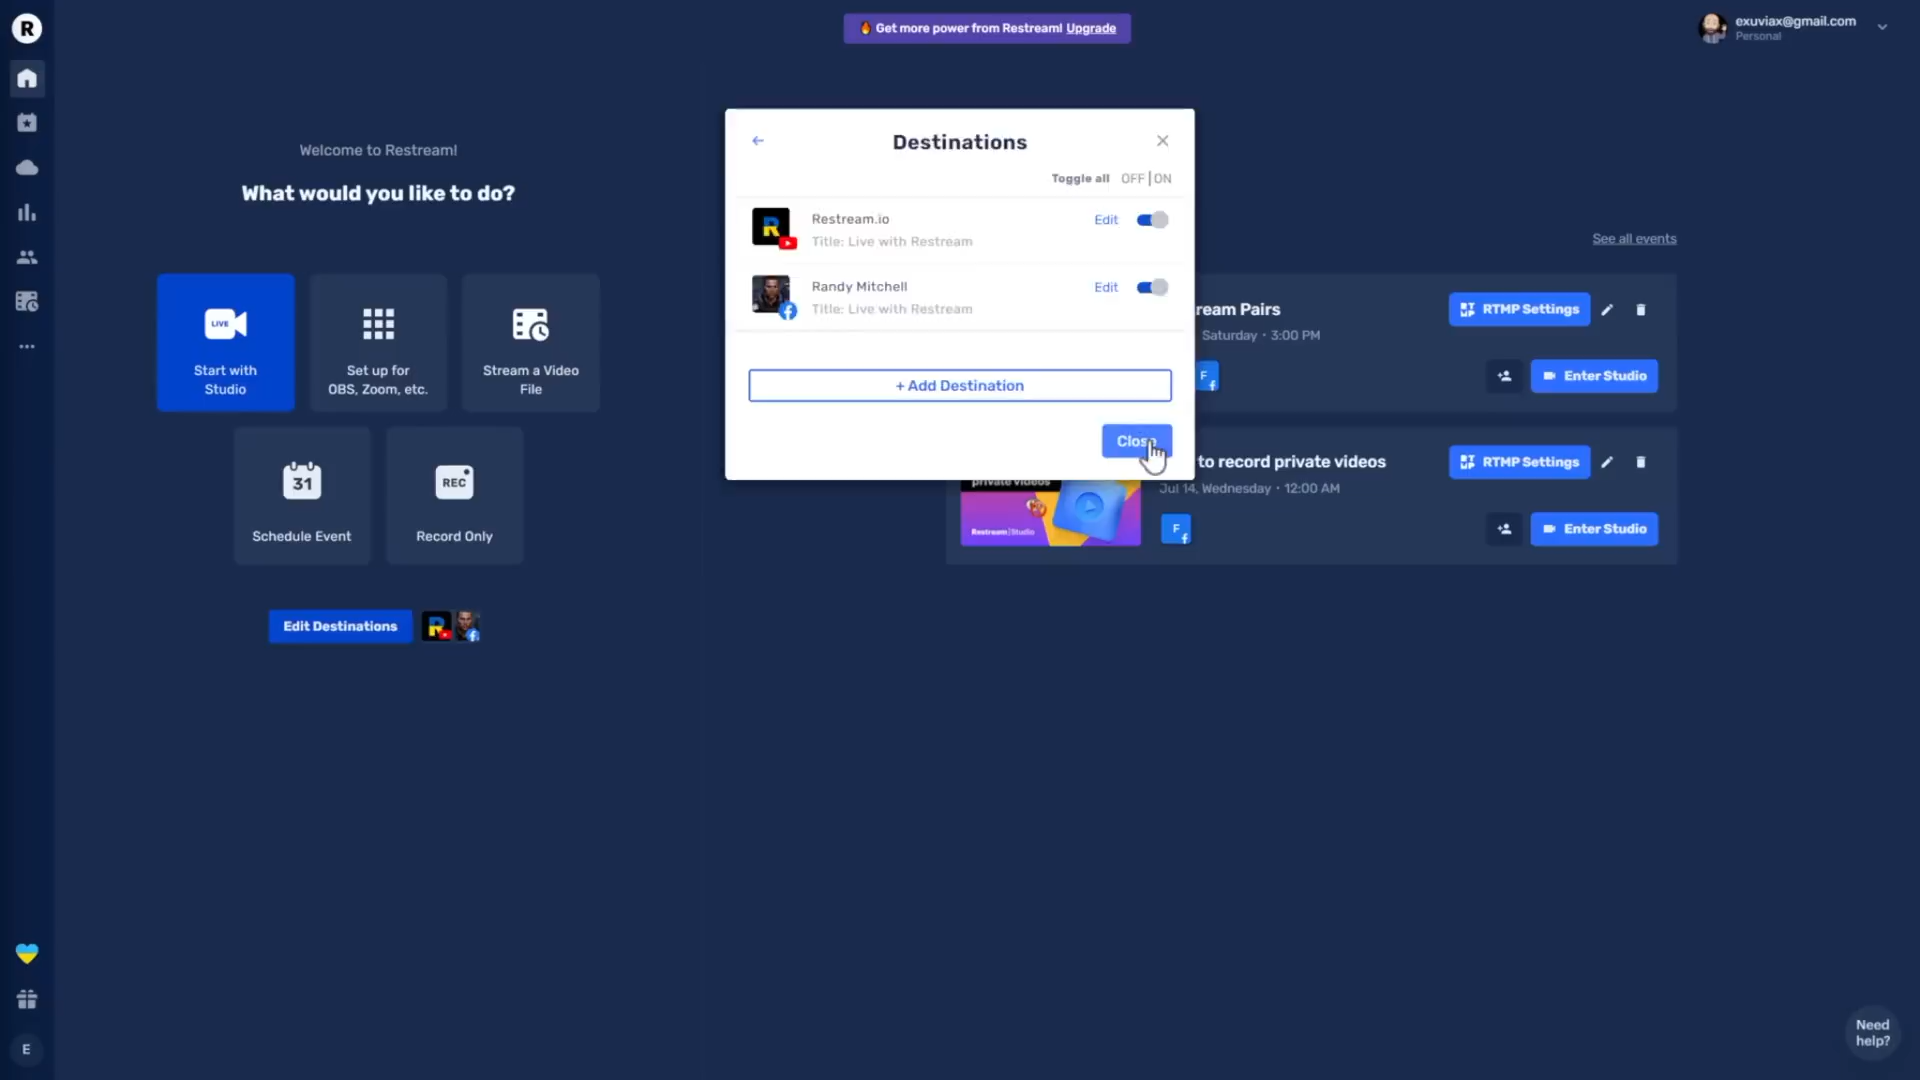 R
🔥 Get more power from Restream! Upgrade
exuviax@gmail.com
Personal
Welcome to Restream!
What would you like to do?
LIVE
Start with
Studio
Set up for
OBS, Zoom, etc.
Stream a Video
File
31
Schedule Event
REC
Record Only
Edit Destinations
R
Destinations
Toggle all OFF | ON
R
Restream.io
Title: Live with Restream
Edit
Randy Mitchell
Title: Live with Restream
Edit
+ Add Destination
Close
See all events
ream Pairs
Saturday • 3:00 PM
RTMP Settings
F
Enter Studio
to record private videos
Jul 14, Wednesday • 12:00 AM
RTMP Settings
private videos
Restream | Studio
F
Enter Studio
E
Need
help?